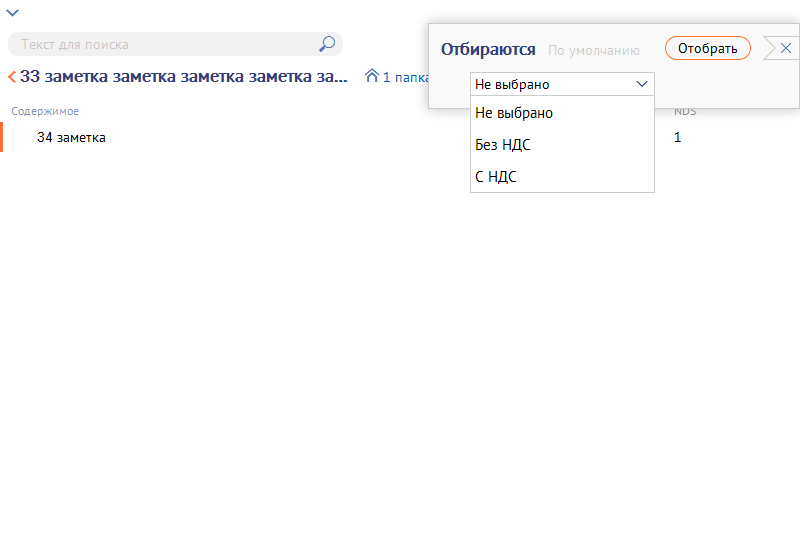 Текст для поиска
Отбираются По умолчанию Отобрать
33 заметка заметка заметка заметка за... 1 папка
Не выбрано
Содержимое NDS
Не выбрано
34 заметка 1
Без НДС
С НДС